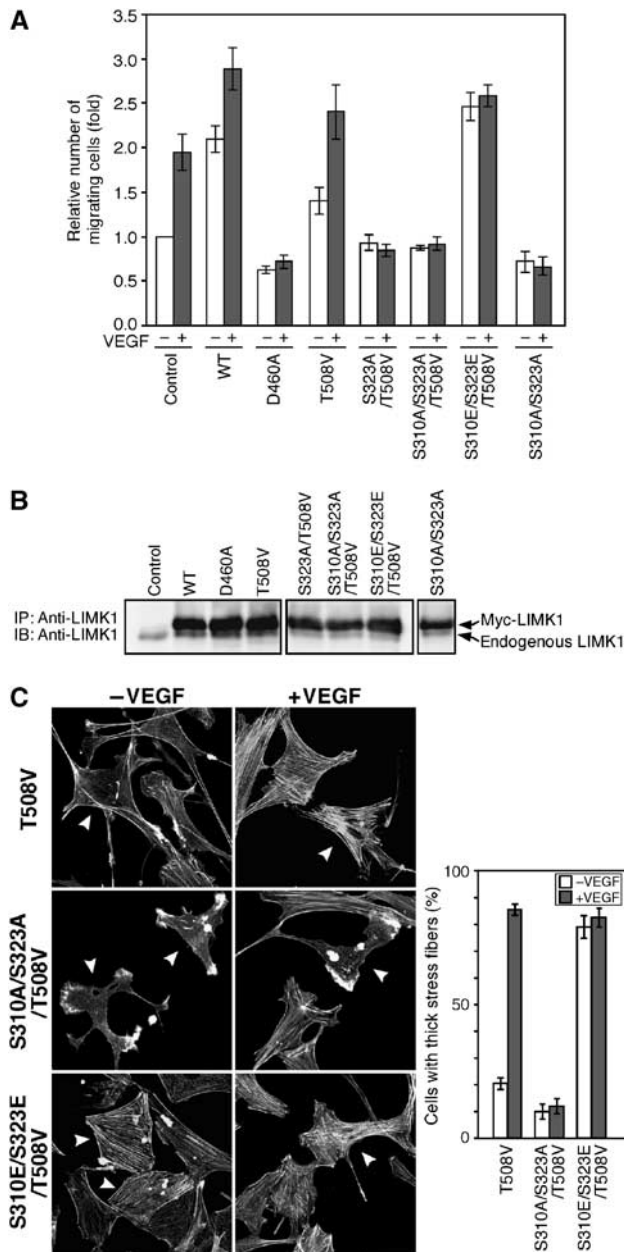 A
Relative number of
migrating cells (fold)
3.5
3.0
2.5
2.0
1.5
1.0
0.5
0.0
VEGF − + − + − + − + − + − + − + − +
Control
WT
D460A
T508V
S323A
/T508V
S310A/S323A
/T508V
S310E/S323E
/T508V
S310A/S323A
B
Control
WT
D460A
T508V
S323A/T508V
S310A/S323A
/T508V
S310E/S323E
/T508V
S310A/S323A
IP: Anti-LIMK1
IB: Anti-LIMK1
Myc-LIMK1
Endogenous LIMK1
C
−VEGF
+VEGF
T508V
S310A/S323A
/T508V
S310E/S323E
/T508V
Cells with thick stress fibers (%)
100
50
0
−VEGF
+VEGF
T508V
S310A/S323A
/T508V
S310E/S323E
/T508V